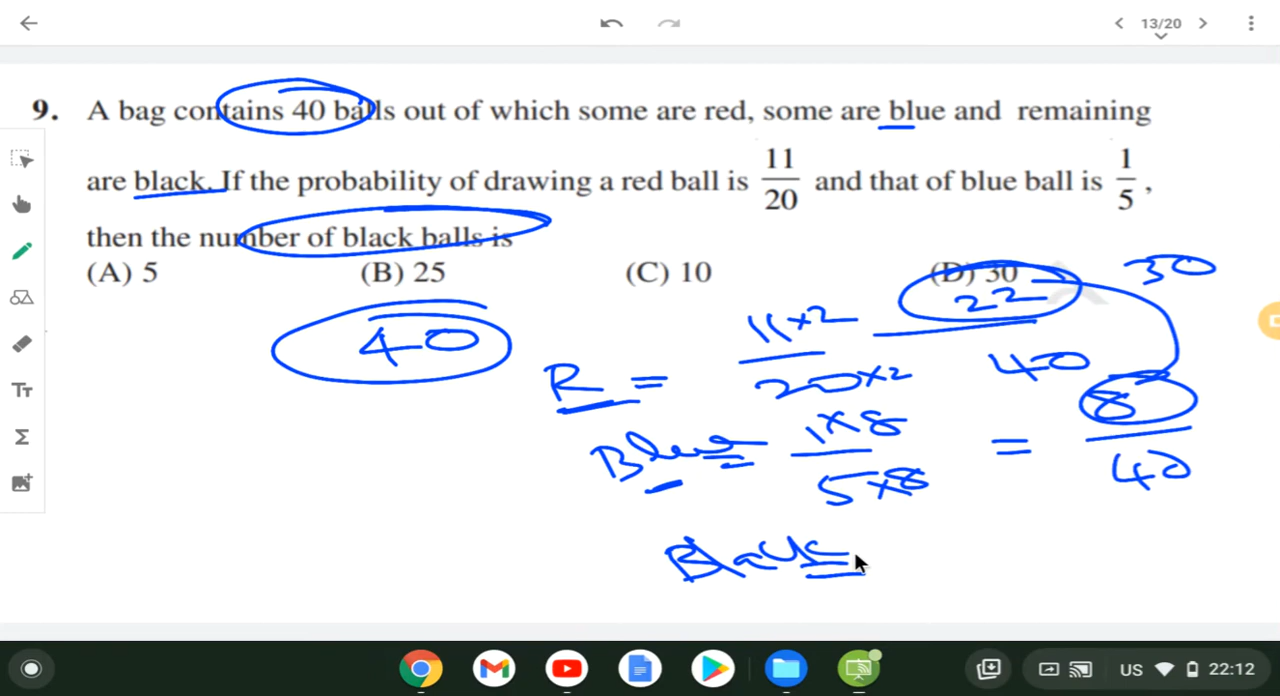 13/20
9. A bag contains 40 balls out of which some are red, some are blue and remaining
are black. If the probability of drawing a red ball is 11/20 and that of blue ball is 1/5,
then the number of black balls is
(A) 5 (B) 25 (C) 10 (D) 30
30
40
R = 11×2/20×2 22/40
Blue = 1×8/5×8 = 8/40
Black
Tт
Σ
US 22:12